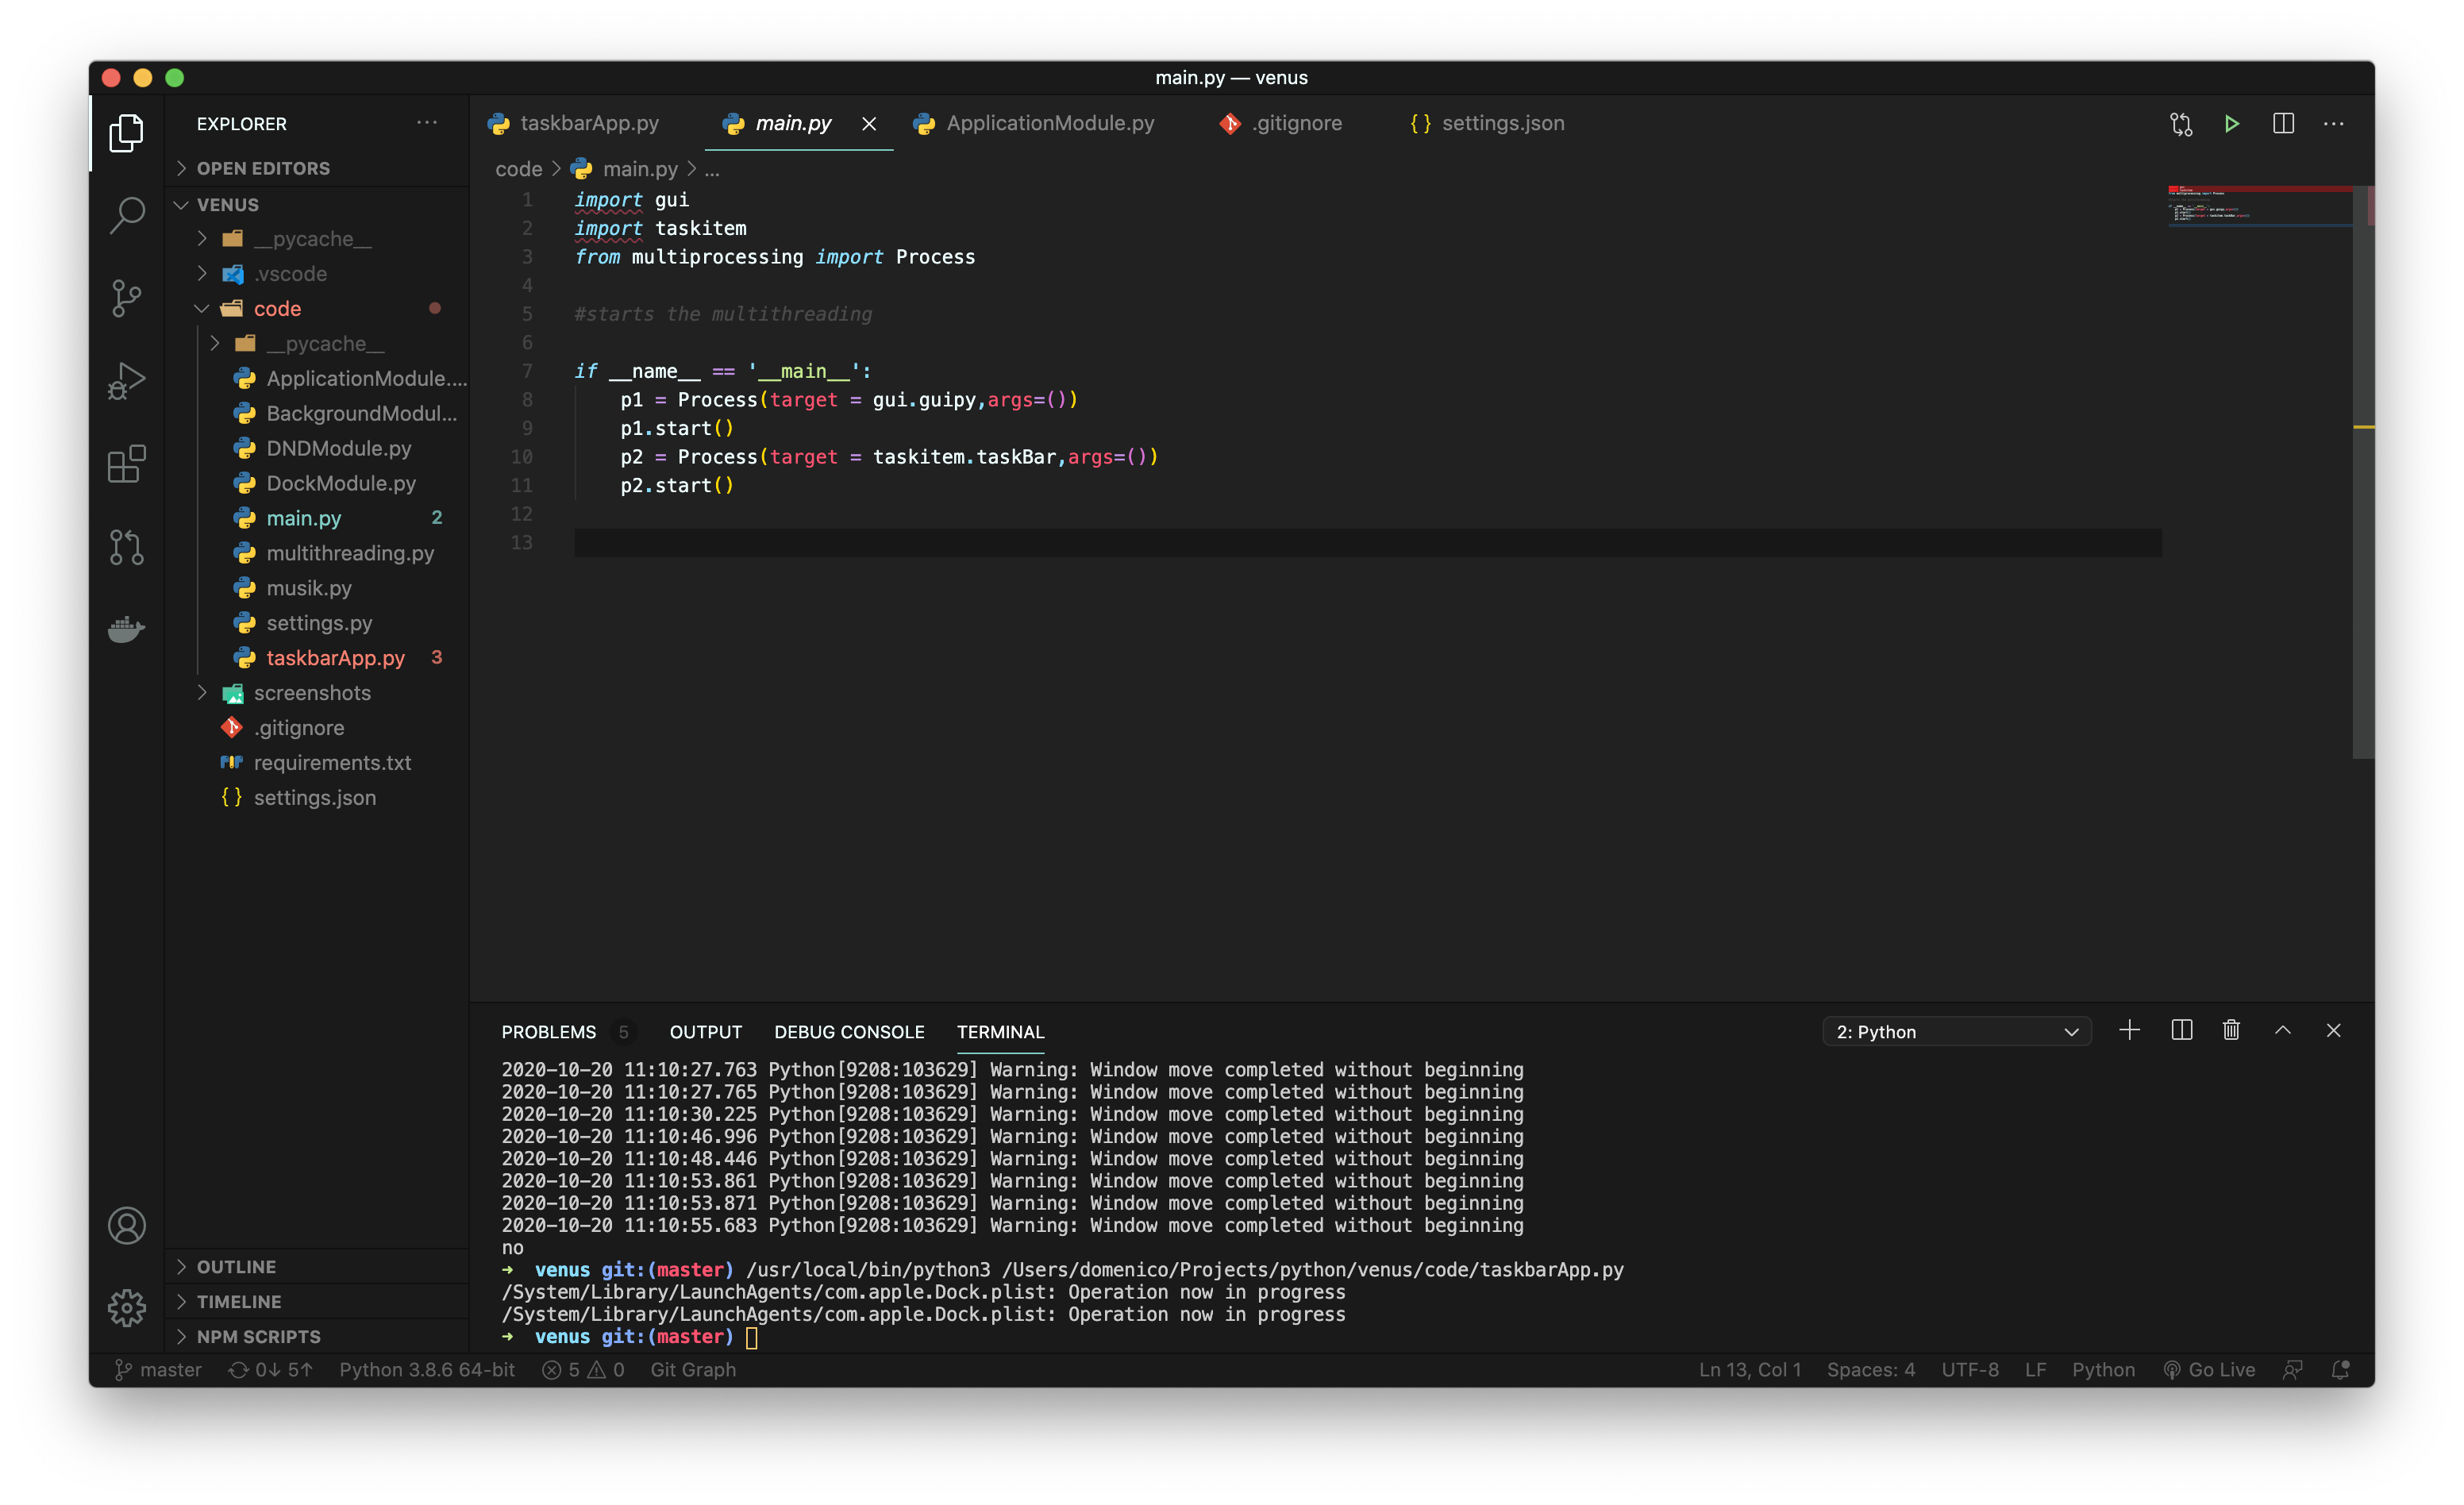 main.py — venus
EXPLORER
taskbarApp.py
main.py
ApplicationModule.py
.gitignore
{ } settings.json
OPEN EDITORS
VENUS
__pycache__
.vscode
code
__pycache__
ApplicationModule....
BackgroundModul...
DNDModule.py
DockModule.py
main.py 2
multithreading.py
musik.py
settings.py
taskbarApp.py 3
screenshots
.gitignore
requirements.txt
{ } settings.json
OUTLINE
TIMELINE
NPM SCRIPTS
code > main.py > ...
1 import gui
2 import taskitem
3 from multiprocessing import Process
4
5 #starts the multithreading
6
7 if __name__ == '__main__':
8 p1 = Process(target = gui.guipy,args=())
9 p1.start()
10 p2 = Process(target = taskitem.taskBar,args=())
11 p2.start()
12
13
PROBLEMS 5 OUTPUT DEBUG CONSOLE TERMINAL 2: Python
2020-10-20 11:10:27.763 Python[9208:103629] Warning: Window move completed without beginning
2020-10-20 11:10:27.765 Python[9208:103629] Warning: Window move completed without beginning
2020-10-20 11:10:30.225 Python[9208:103629] Warning: Window move completed without beginning
2020-10-20 11:10:46.996 Python[9208:103629] Warning: Window move completed without beginning
2020-10-20 11:10:48.446 Python[9208:103629] Warning: Window move completed without beginning
2020-10-20 11:10:53.861 Python[9208:103629] Warning: Window move completed without beginning
2020-10-20 11:10:53.871 Python[9208:103629] Warning: Window move completed without beginning
2020-10-20 11:10:55.683 Python[9208:103629] Warning: Window move completed without beginning
no
➜ venus git:(master) /usr/local/bin/python3 /Users/domenico/Projects/python/venus/code/taskbarApp.py
/System/Library/LaunchAgents/com.apple.Dock.plist: Operation now in progress
/System/Library/LaunchAgents/com.apple.Dock.plist: Operation now in progress
➜ venus git:(master)
master 0↓ 5↑ Python 3.8.6 64-bit 5 0 Git Graph Ln 13, Col 1 Spaces: 4 UTF-8 LF Python Go Live